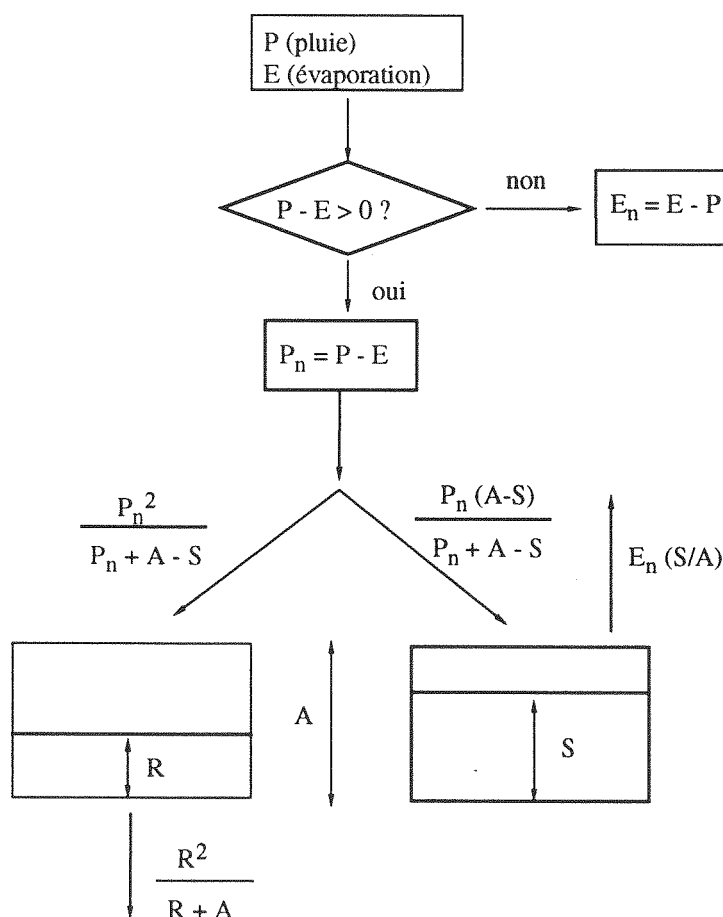 P (pluie)
E (évaporation)
P - E > 0 ?
non
E_n = E - P
oui
P_n = P - E
P_n^2
P_n + A - S
P_n (A-S)
P_n + A - S
E_n (S/A)
A
R
S
R^2
R + A